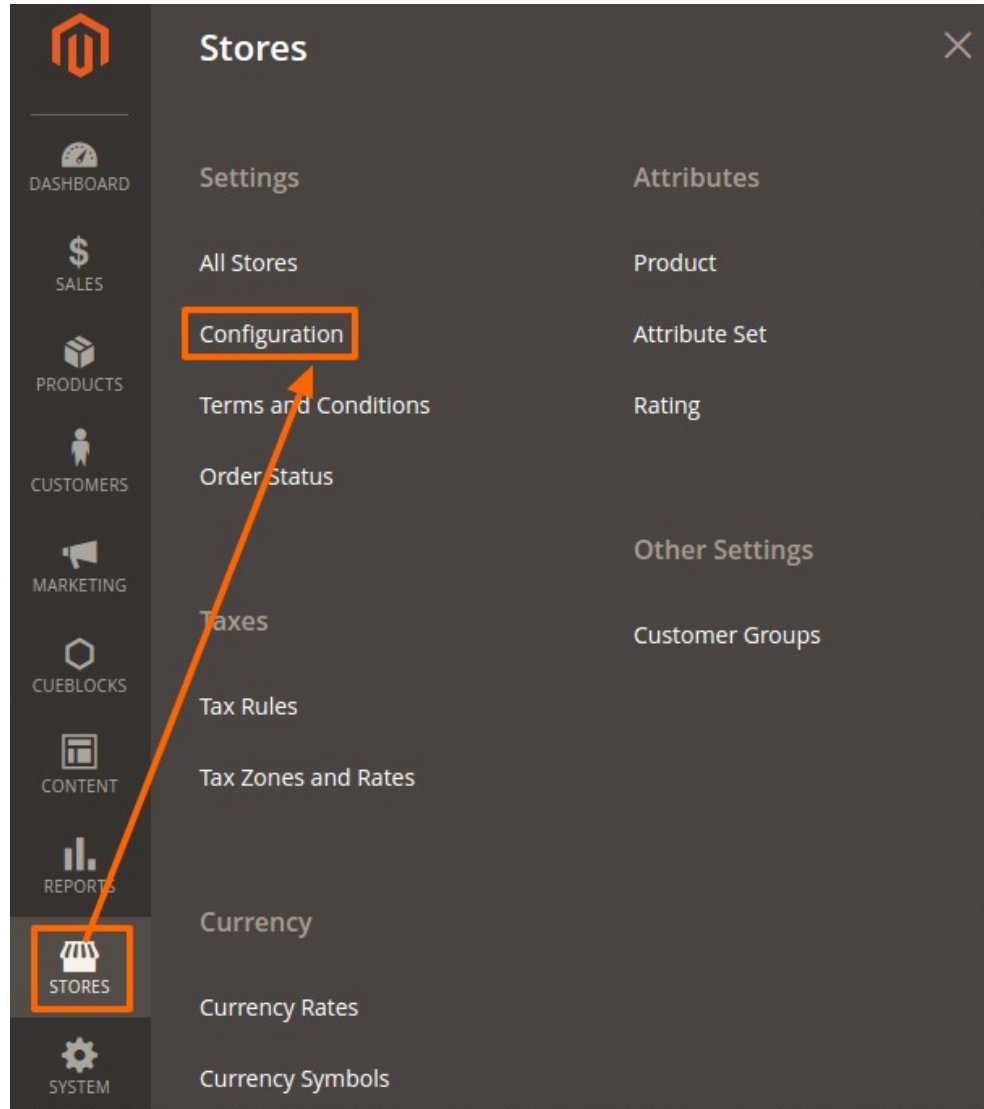 Stores
DASHBOARD
SALES
PRODUCTS
CUSTOMERS
MARKETING
CUEBLOCKS
CONTENT
REPORTS
STORES
SYSTEM
Settings
All Stores
Configuration
Terms and Conditions
Order Status
Taxes
Tax Rules
Tax Zones and Rates
Currency
Currency Rates
Currency Symbols
Attributes
Product
Attribute Set
Rating
Other Settings
Customer Groups